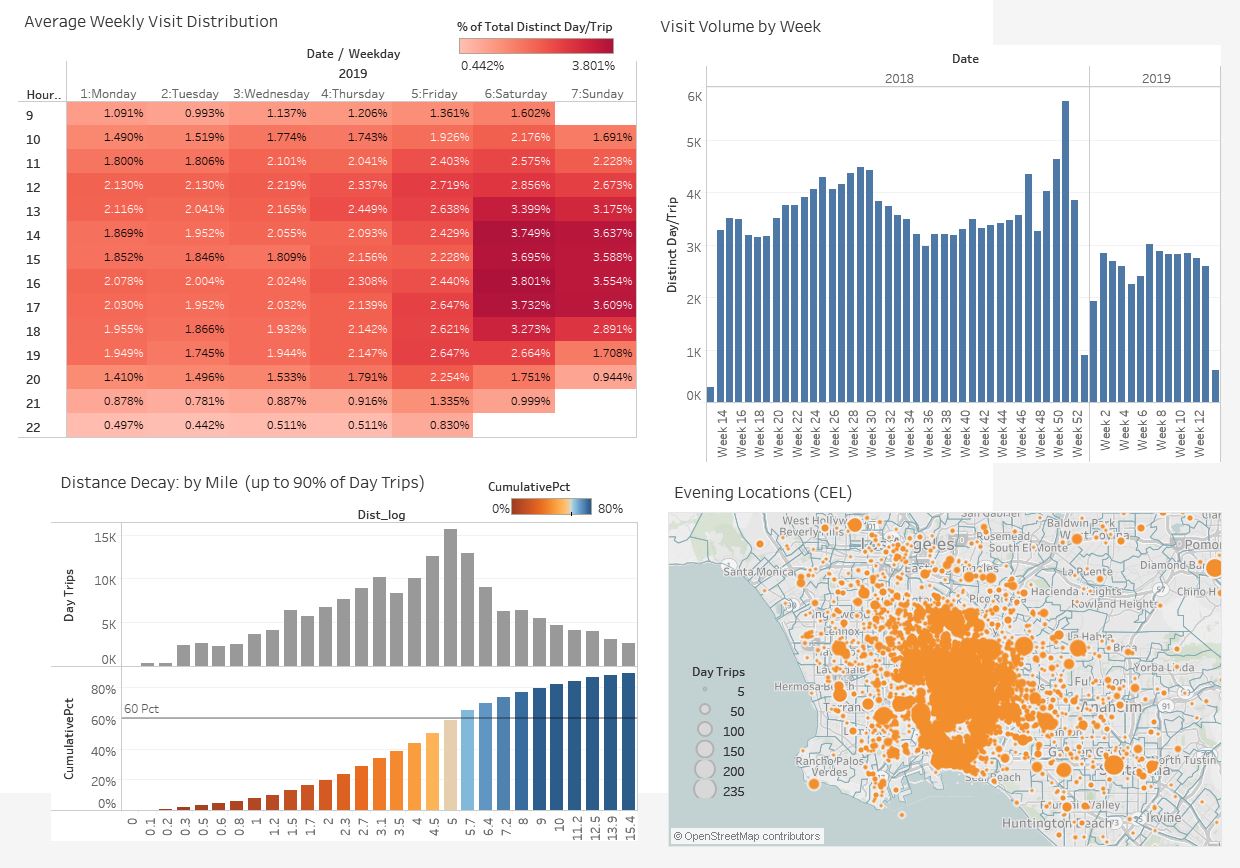 Average Weekly Visit Distribution
% of Total Distinct Day/Trip
0.442% 3.801%
Date / Weekday
2019
Hour.. 1:Monday 2:Tuesday 3:Wednesday 4:Thursday 5:Friday 6:Saturday 7:Sunday
9 1.091% 0.993% 1.137% 1.206% 1.361% 1.602%
10 1.490% 1.519% 1.774% 1.743% 1.926% 2.176% 1.691%
11 1.800% 1.806% 2.101% 2.041% 2.403% 2.575% 2.228%
12 2.130% 2.130% 2.219% 2.337% 2.719% 2.856% 2.673%
13 2.116% 2.041% 2.165% 2.449% 2.638% 3.399% 3.175%
14 1.869% 1.952% 2.055% 2.093% 2.429% 3.749% 3.637%
15 1.852% 1.846% 1.809% 2.156% 2.228% 3.695% 3.588%
16 2.078% 2.004% 2.024% 2.308% 2.440% 3.801% 3.554%
17 2.030% 1.952% 2.032% 2.139% 2.647% 3.732% 3.609%
18 1.955% 1.866% 1.932% 2.142% 2.621% 3.273% 2.891%
19 1.949% 1.745% 1.944% 2.147% 2.647% 2.664% 1.708%
20 1.410% 1.496% 1.533% 1.791% 2.254% 1.751% 0.944%
21 0.878% 0.781% 0.887% 0.916% 1.335% 0.999%
22 0.497% 0.442% 0.511% 0.511% 0.830%
Visit Volume by Week
Date
2018 2019
Distinct Day/Trip
6K
5K
4K
3K
2K
1K
0K
Week 14 Week 16 Week 18 Week 20 Week 22 Week 24 Week 26 Week 28 Week 30 Week 32 Week 34 Week 36 Week 38 Week 40 Week 42 Week 44 Week 46 Week 48 Week 50 Week 52 Week 2 Week 4 Week 6 Week 8 Week 10 Week 12
Distance Decay: by Mile (up to 90% of Day Trips)
CumulativePct
0% 80%
Dist_log
Day Trips
15K
10K
5K
0K
CumulativePct
80%
60%
40%
20%
0%
60 Pct
0 0.1 0.2 0.3 0.5 0.6 0.8 1 1.2 1.5 1.7 2 2.3 2.7 3.1 3.5 4 4.5 5 5.7 6.4 7.2 8 9 10 11.2 12.5 13.9 15.4
Evening Locations (CEL)
West Hollyw
Beverly Hills
San Gabriel
Baldwin Park
Rosemead
South El Monte
Pomo
Diamond Ba
Santa Monica
La Puente
Hacienda Heights
Rowland Heights
Chino H
57
Pico Ri
Lennox
La Habra
Brea
Yorba Linda
Hermosa B
Torran
Anaheim
91
Rancho Palos
Verdes
Seal Beach
orth Tustin
Huntington Beach
Irvine
Day Trips
5
50
100
150
200
235
© OpenStreetMap contributors